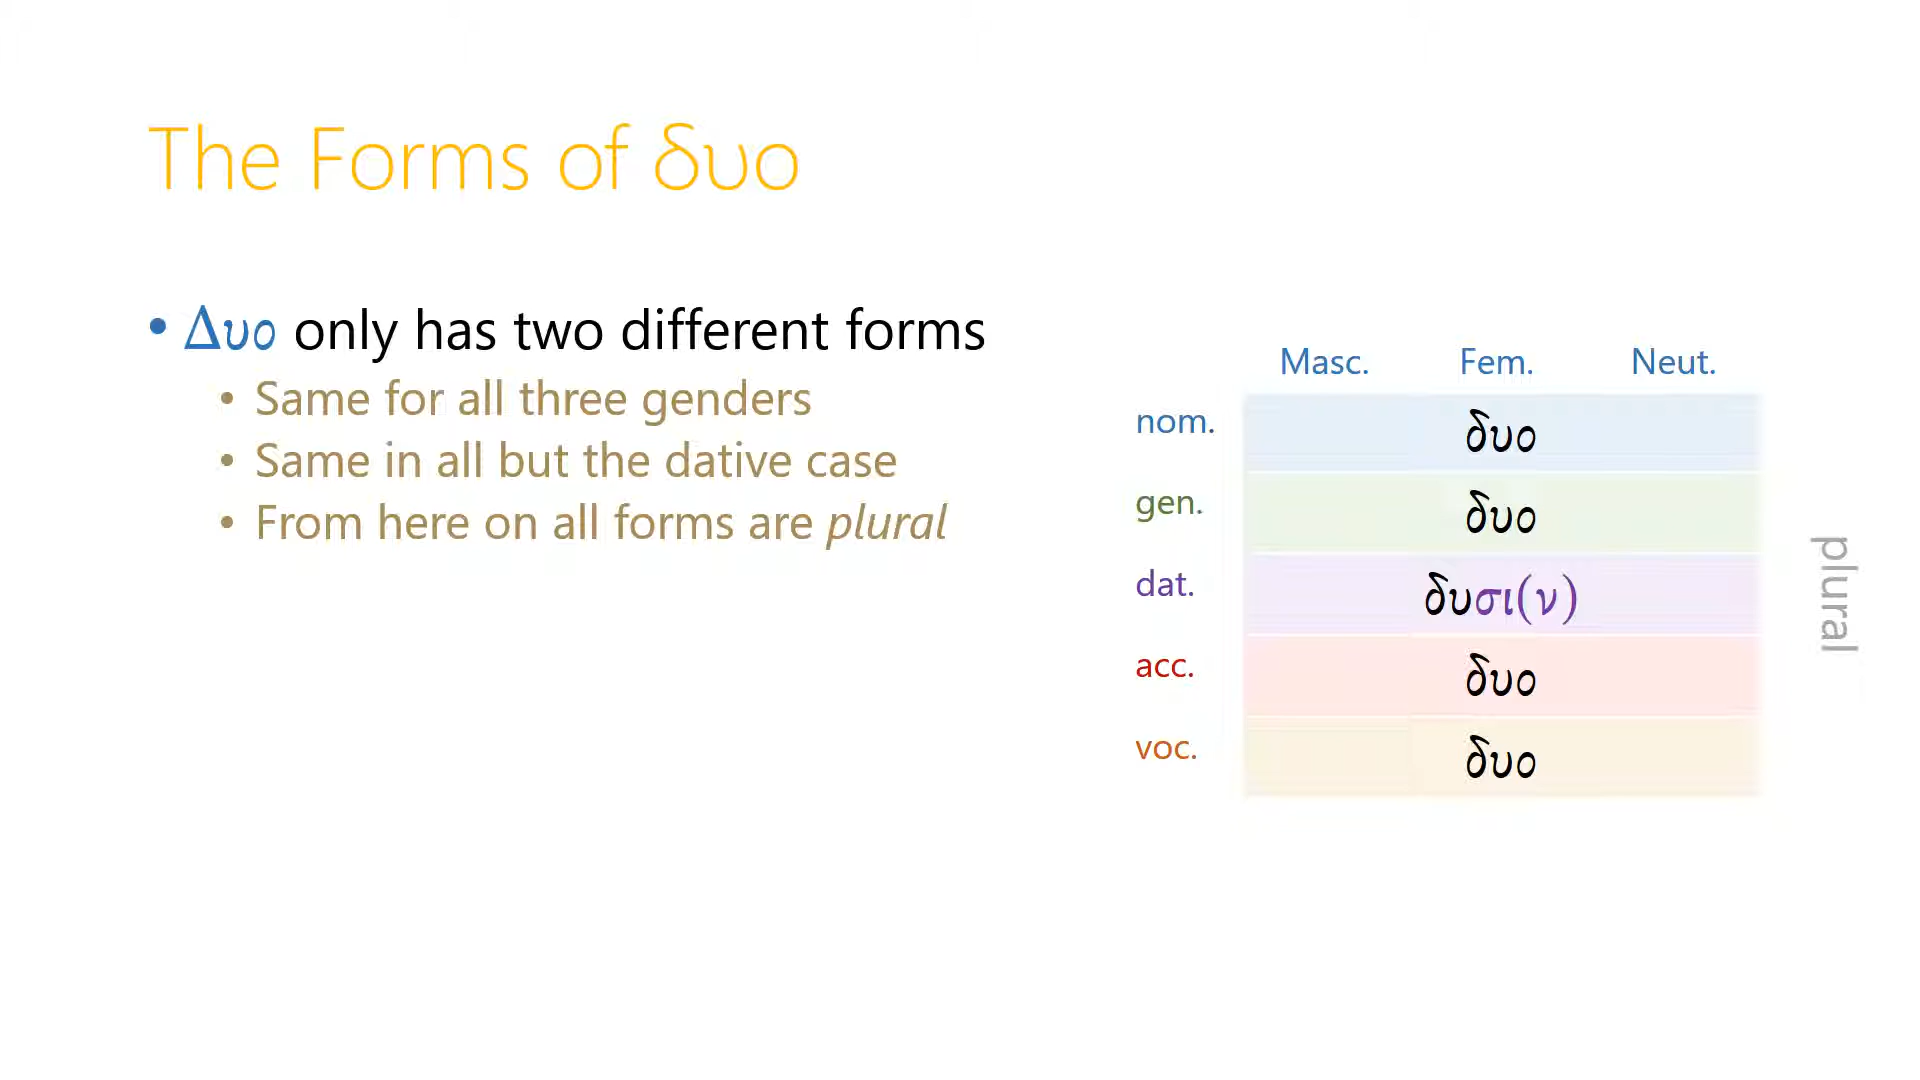 The Forms of δυο
• Δυο only has two different forms
• Same for all three genders
• Same in all but the dative case
• From here on all forms are plural
Masc. Fem. Neut.
nom. δυο
gen. δυο
dat. δυσι(ν)
acc. δυο
voc. δυο
plural